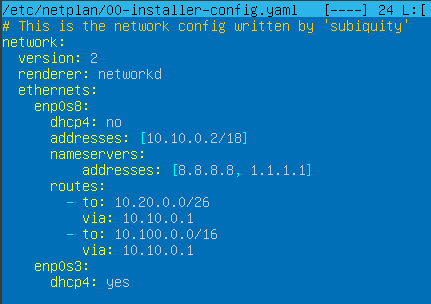 /etc/netplan/00-installer-config.yaml   [----] 24 L:[
# This is the network config written by 'subiquity'
network:
  version: 2
  renderer: networkd
  ethernets:
    enp0s8:
      dhcp4: no
      addresses: [10.10.0.2/18]
      nameservers:
          addresses: [8.8.8.8, 1.1.1.1]
      routes:
        - to: 10.20.0.0/26
          via: 10.10.0.1
        - to: 10.100.0.0/16
          via: 10.10.0.1
    enp0s3:
      dhcp4: yes